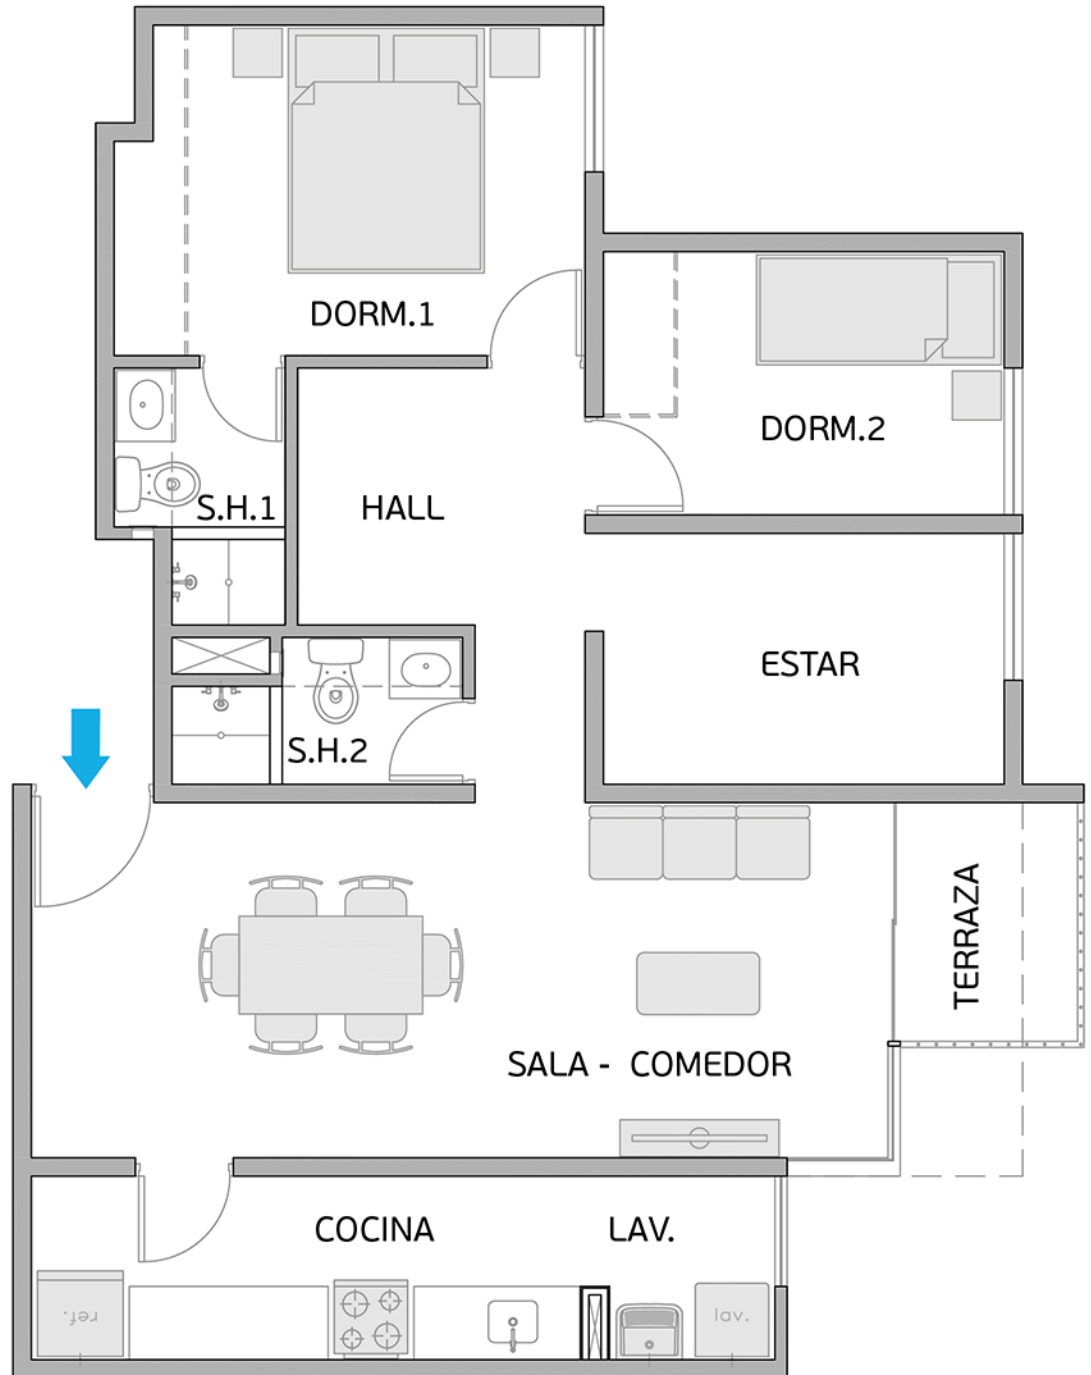 DORM.1
DORM.2
S.H.1
HALL
ESTAR
S.H.2
TERRAZA
SALA - COMEDOR
COCINA
LAV.
ref.
lav.